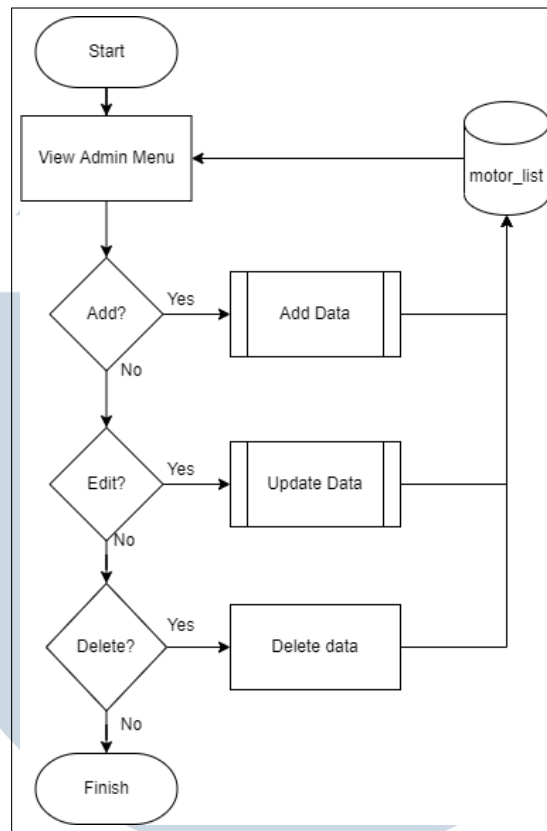 Start
View Admin Menu
motor_list
Add?
Yes
Add Data
No
Edit?
Yes
Update Data
No
Delete?
Yes
Delete data
No
Finish